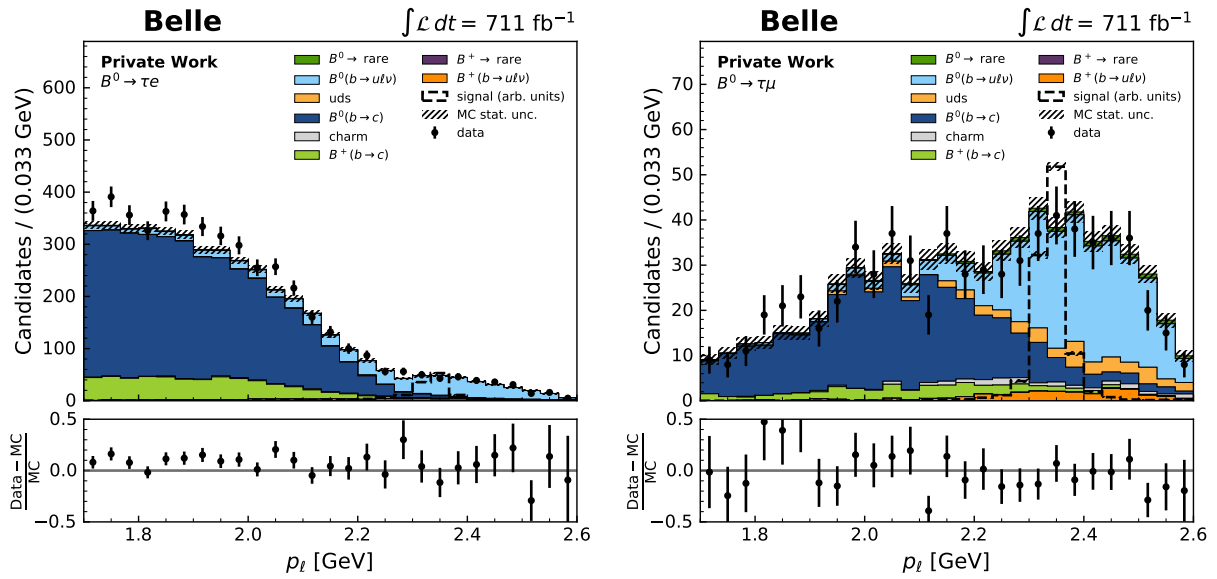 Belle
∫ℒ dt = 711 fb⁻¹
Private Work
B⁰ → τe
B⁰ → rare
B⁰(b → uℓν)
uds
B⁰(b → c)
charm
B⁺(b → c)
B⁺ → rare
B⁺(b → uℓν)
signal (arb. units)
MC stat. unc.
data
Candidates / (0.033 GeV)
600
500
400
300
200
100
0
Data − MC
MC
0.5
0.0
−0.5
1.8
2.0
2.2
2.4
2.6
pℓ [GeV]
Belle
∫ℒ dt = 711 fb⁻¹
Private Work
B⁰ → τμ
B⁰ → rare
B⁰(b → uℓν)
uds
B⁰(b → c)
charm
B⁺(b → c)
B⁺ → rare
B⁺(b → uℓν)
signal (arb. units)
MC stat. unc.
data
Candidates / (0.033 GeV)
70
60
50
40
30
20
10
0
Data − MC
MC
0.5
0.0
−0.5
1.8
2.0
2.2
2.4
2.6
pℓ [GeV]